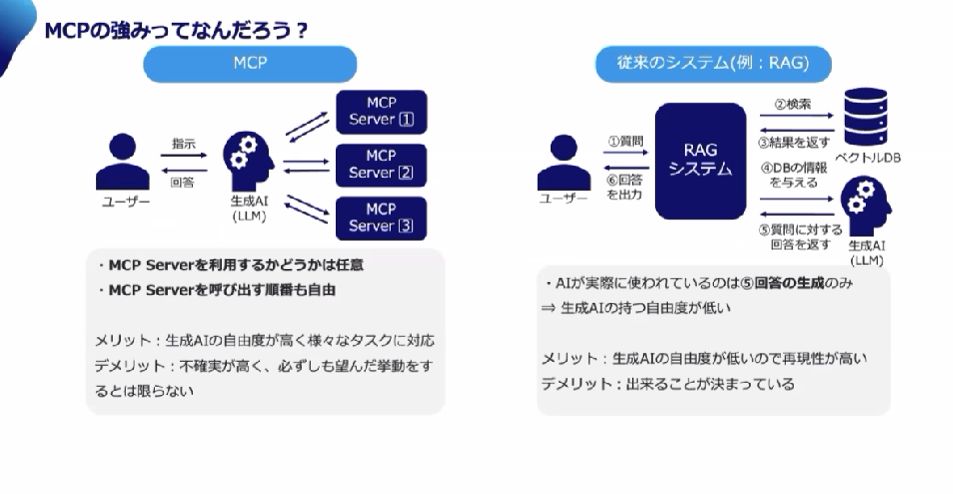 MCPの強みってなんだろう？
MCP
指示
回答
ユーザー
生成AI
(LLM)
MCP
Server 1
MCP
Server 2
MCP
Server 3
・MCP Serverを利用するかどうかは任意
・MCP Serverを呼び出す順番も自由
メリット：生成AIの自由度が高く様々なタスクに対応
デメリット：不確実が高く、必ずしも望んだ挙動をす
るとは限らない
従来のシステム(例：RAG)
①質問
⑥回答
を出力
ユーザー
RAG
システム
②検索
③結果を返す
ベクトルDB
④DBの情報
を与える
⑤質問に対する
回答を返す
生成AI
(LLM)
・AIが実際に使われているのは⑤回答の生成のみ
⇒ 生成AIの持つ自由度が低い
メリット：生成AIの自由度が低いので再現性が高い
デメリット：出来ることが決まっている